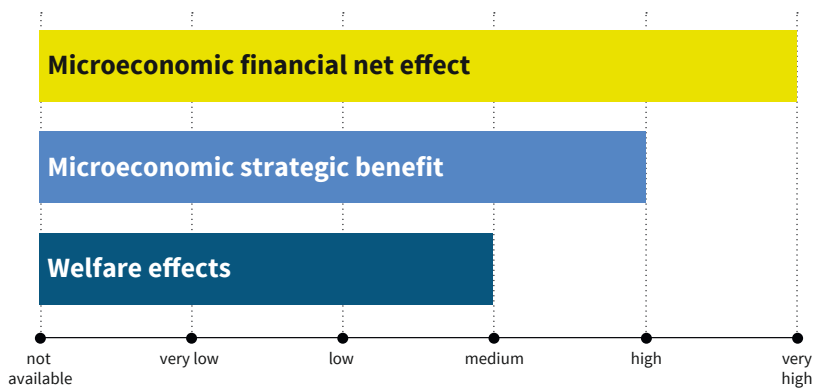 Microeconomic financial net effect
Microeconomic strategic benefit
Welfare effects
not
available
very low
low
medium
high
very
high